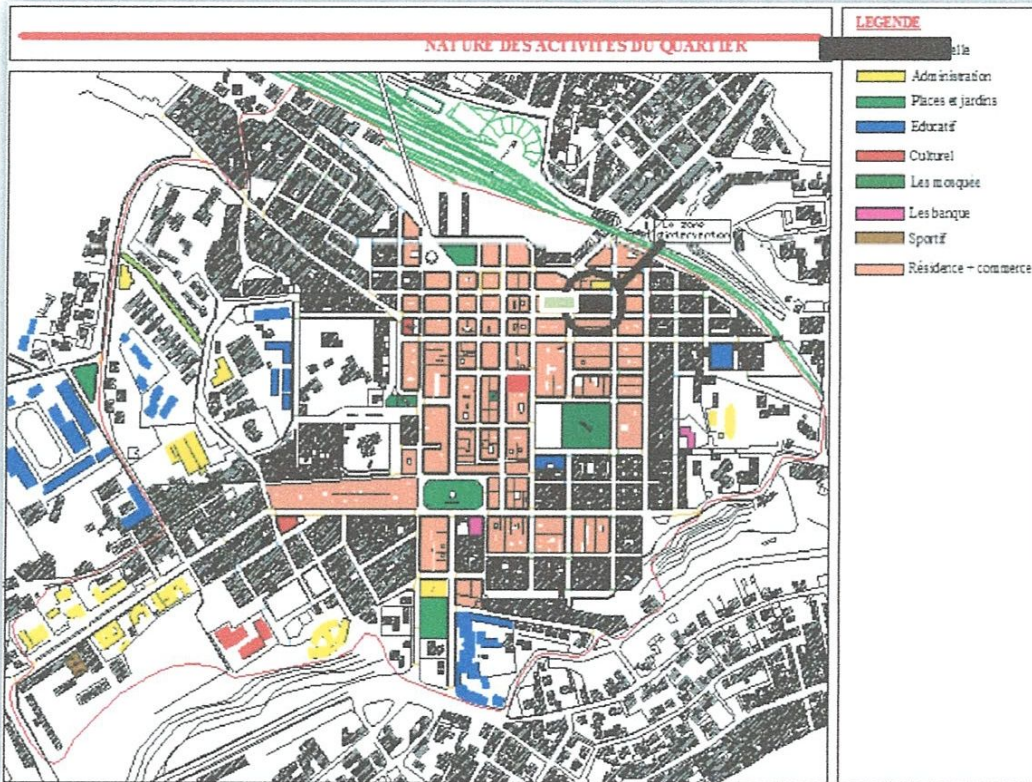 NATURE DES ACTIVITES DU QUARTIER
LEGENDE
elle
Administration
Places et jardins
Educatif
Culturel
Les mosquée
Les banque
Sportif
Résidence + commerce
Le zone
d'intervention